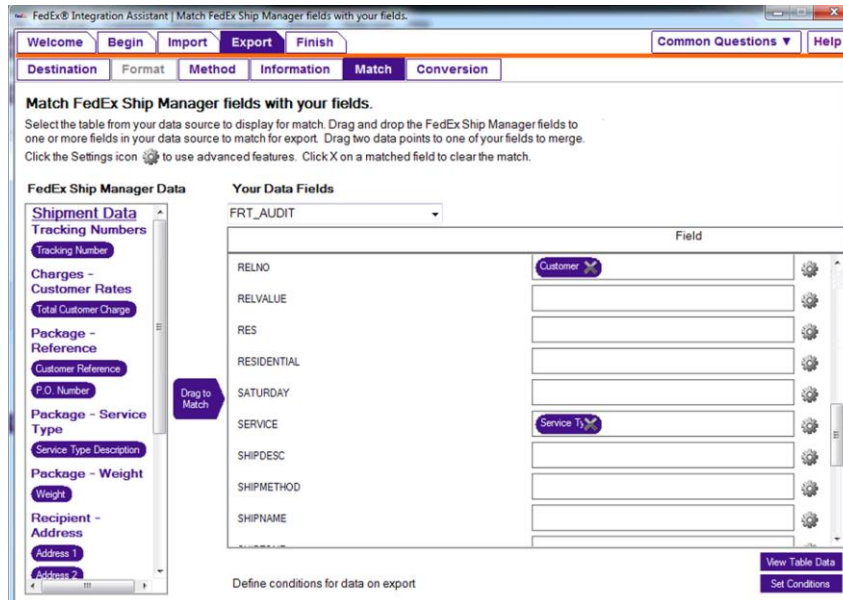 FedEx® Integration Assistant | Match FedEx Ship Manager fields with your fields.
Welcome Begin Import Export Finish Common Questions ▼ Help
Destination Format Method Information Match Conversion
Match FedEx Ship Manager fields with your fields.
Select the table from your data source to display for match. Drag and drop the FedEx Ship Manager fields to
one or more fields in your data source to match for export. Drag two data points to one of your fields to merge.
Click the Settings icon to use advanced features. Click X on a matched field to clear the match.
FedEx Ship Manager Data
Shipment Data
Tracking Numbers
Tracking Number
Charges -
Customer Rates
Total Customer Charge
Package -
Reference
Customer Reference
P.O. Number
Package - Service
Type
Service Type Description
Package - Weight
Weight
Recipient -
Address
Address 1
Address 2
Drag to
Match
Your Data Fields
FRT_AUDIT
Field
RELNO Customer
RELVALUE
RES
RESIDENTIAL
SATURDAY
SERVICE Service Ty
SHIPDESC
SHIPMETHOD
SHIPNAME
View Table Data
Define conditions for data on export
Set Conditions